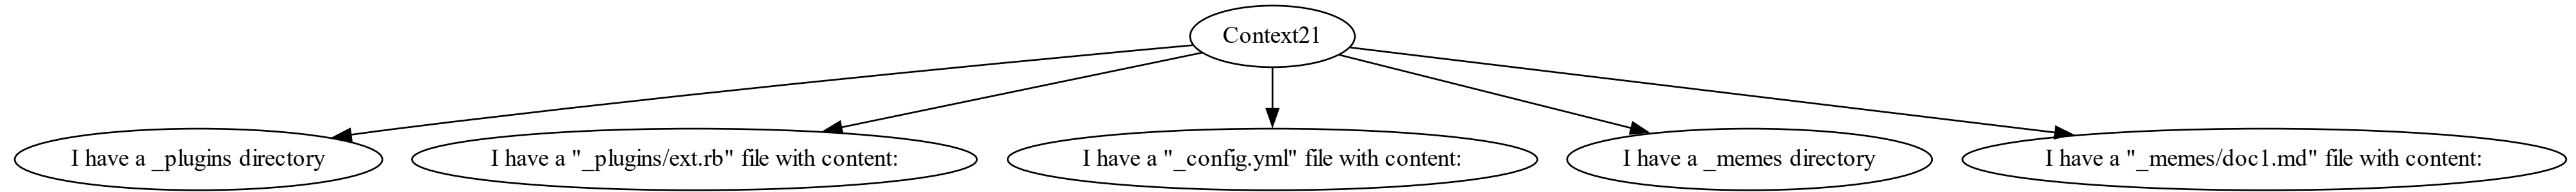 Context21
I have a _plugins directory
I have a "_plugins/ext.rb" file with content:
I have a "_config.yml" file with content:
I have a _memes directory
I have a "_memes/doc1.md" file with content: